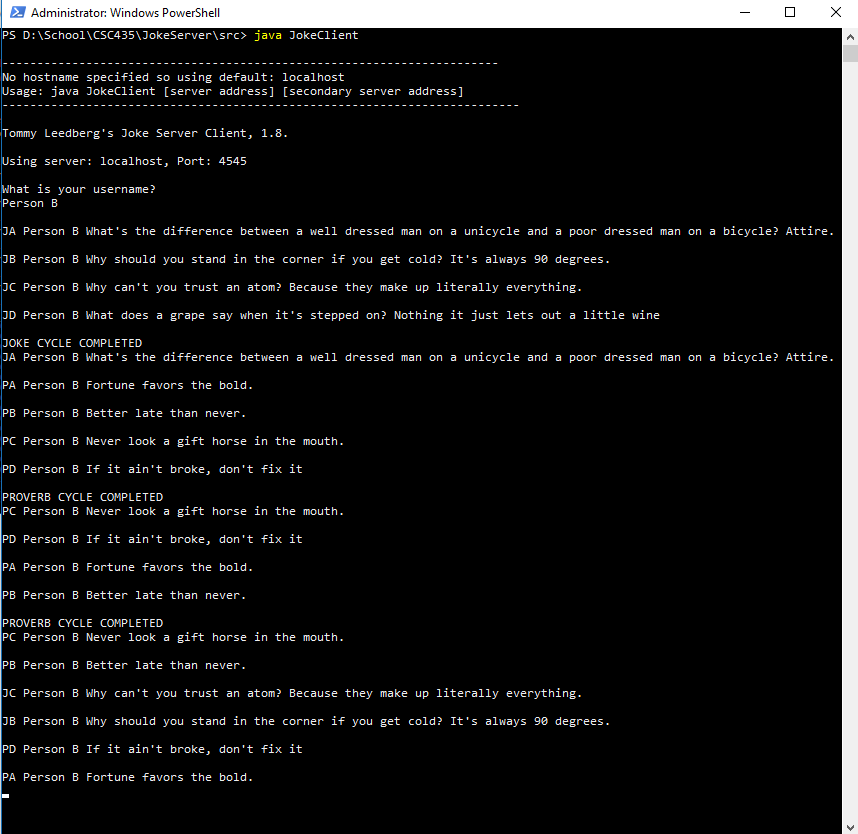 Administrator: Windows PowerShell
PS D:\School\CSC435\JokeServer\src> java JokeClient
-----------------------------------------------------------------------
No hostname specified so using default: localhost
Usage: java JokeClient [server address] [secondary server address]
--------------------------------------------------------------------------
Tommy Leedberg's Joke Server Client, 1.8.
Using server: localhost, Port: 4545
What is your username?
Person B
JA Person B What's the difference between a well dressed man on a unicycle and a poor dressed man on a bicycle? Attire.
JB Person B Why should you stand in the corner if you get cold? It's always 90 degrees.
JC Person B Why can't you trust an atom? Because they make up literally everything.
JD Person B What does a grape say when it's stepped on? Nothing it just lets out a little wine
JOKE CYCLE COMPLETED
JA Person B What's the difference between a well dressed man on a unicycle and a poor dressed man on a bicycle? Attire.
PA Person B Fortune favors the bold.
PB Person B Better late than never.
PC Person B Never look a gift horse in the mouth.
PD Person B If it ain't broke, don't fix it
PROVERB CYCLE COMPLETED
PC Person B Never look a gift horse in the mouth.
PD Person B If it ain't broke, don't fix it
PA Person B Fortune favors the bold.
PB Person B Better late than never.
PROVERB CYCLE COMPLETED
PC Person B Never look a gift horse in the mouth.
PB Person B Better late than never.
JC Person B Why can't you trust an atom? Because they make up literally everything.
JB Person B Why should you stand in the corner if you get cold? It's always 90 degrees.
PD Person B If it ain't broke, don't fix it
PA Person B Fortune favors the bold.